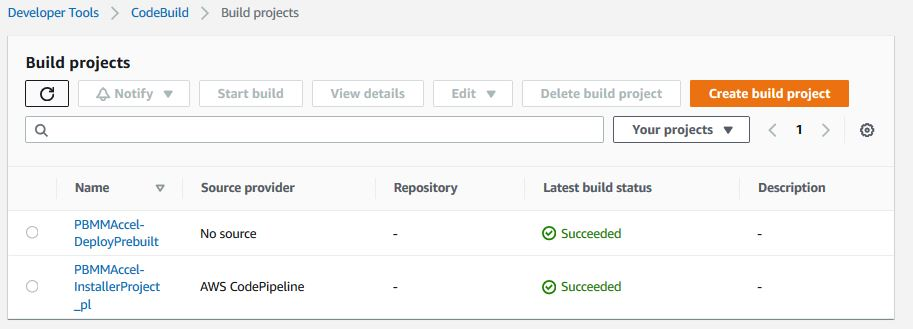 Developer Tools > CodeBuild > Build projects
Build projects
Notify ▼ Start build View details Edit ▼ Delete build project Create build project
Your projects ▼ < 1 >
Name ▽ Source provider Repository Latest build status Description
PBMMAccel-
DeployPrebuilt No source - Succeeded -
PBMMAccel-
InstallerProject AWS CodePipeline - Succeeded -
_pl